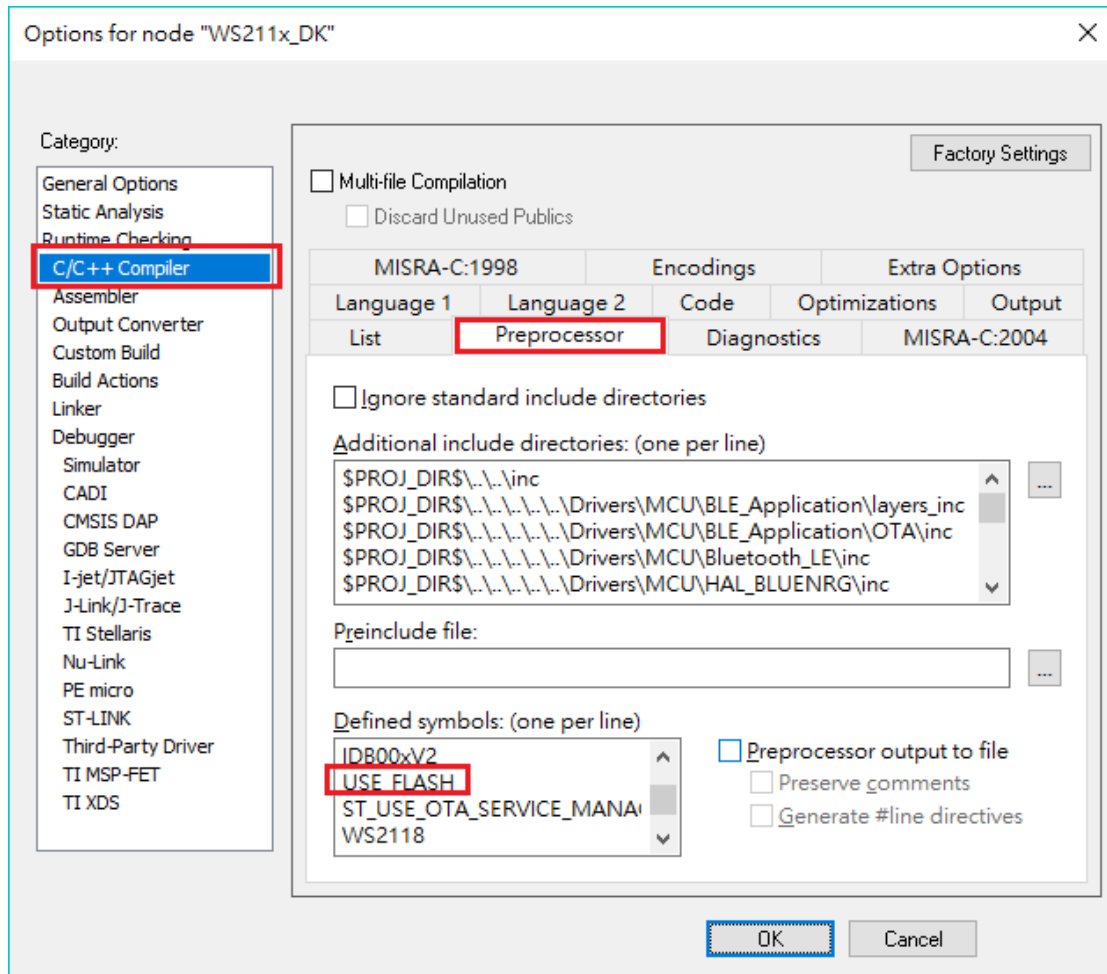 Options for node "WS211x_DK"
Category:
General Options
Static Analysis
Runtime Checking
C/C++ Compiler
Assembler
Output Converter
Custom Build
Build Actions
Linker
Debugger
Simulator
CADI
CMSIS DAP
GDB Server
I-jet/JTAGjet
J-Link/J-Trace
TI Stellaris
Nu-Link
PE micro
ST-LINK
Third-Party Driver
TI MSP-FET
TI XDS
Factory Settings
Multi-file Compilation
Discard Unused Publics
MISRA-C:1998 Encodings Extra Options
Language 1 Language 2 Code Optimizations Output
List Preprocessor Diagnostics MISRA-C:2004
Ignore standard include directories
Additional include directories: (one per line)
$PROJ_DIR$\..\..\inc
$PROJ_DIR$\..\..\..\..\..\Drivers\MCU\BLE_Application\layers_inc
$PROJ_DIR$\..\..\..\..\..\Drivers\MCU\BLE_Application\OTA\inc
$PROJ_DIR$\..\..\..\..\..\Drivers\MCU\Bluetooth_LE\inc
$PROJ_DIR$\..\..\..\..\..\Drivers\MCU\HAL_BLUENRG\inc
...
Preinclude file:
...
Defined symbols: (one per line)
IDB00xV2
USE_FLASH
ST_USE_OTA_SERVICE_MANA
WS2118
Preprocessor output to file
Preserve comments
Generate #line directives
OK Cancel